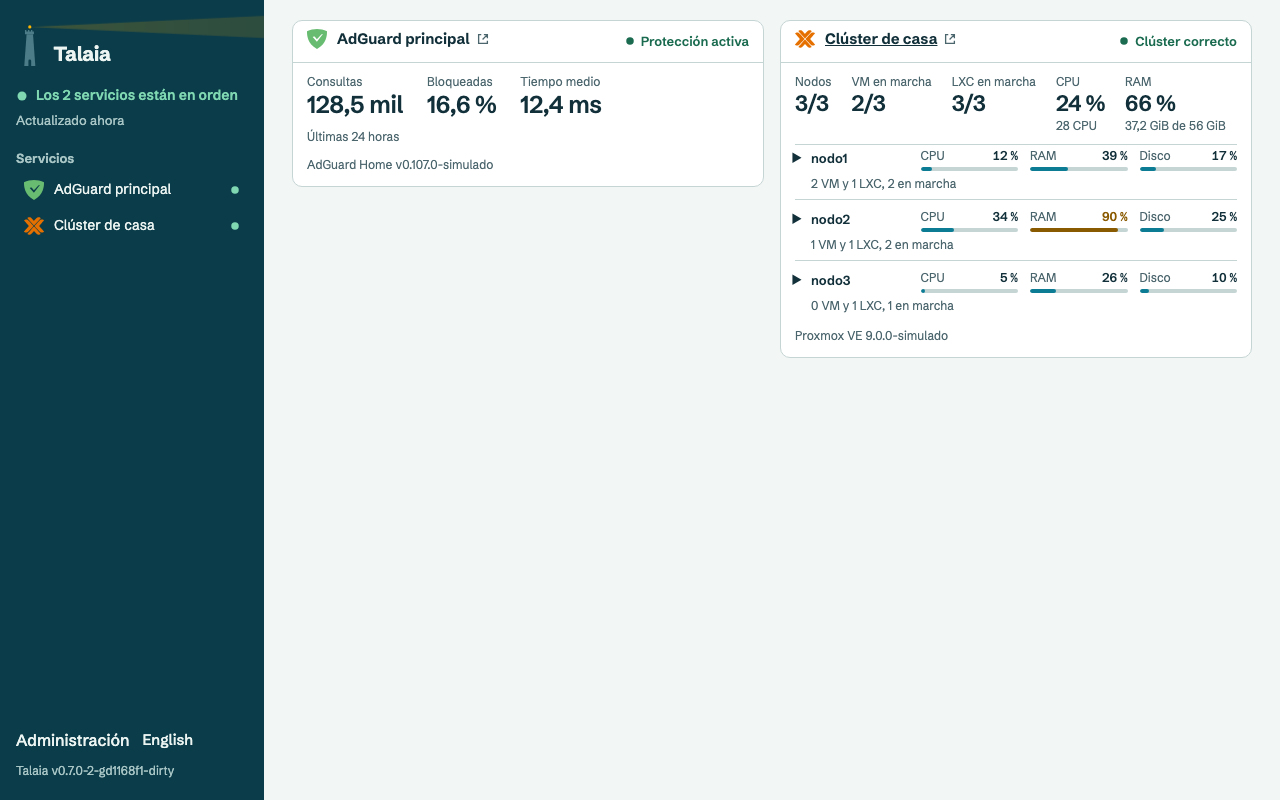 Talaia
Los 2 servicios están en orden
Actualizado ahora
Servicios
AdGuard principal
Clúster de casa
Administración English
Talaia v0.7.0-2-gd1168f1-dirty
AdGuard principal
Protección activa
Consultas Bloqueadas Tiempo medio
128,5 mil 16,6 % 12,4 ms
Últimas 24 horas
AdGuard Home v0.107.0-simulado
Clúster de casa
Clúster correcto
Nodos VM en marcha LXC en marcha CPU RAM
3/3 2/3 3/3 24 % 66 %
28 CPU 37,2 GiB de 56 GiB
nodo1 CPU 12 % RAM 39 % Disco 17 %
2 VM y 1 LXC, 2 en marcha
nodo2 CPU 34 % RAM 90 % Disco 25 %
1 VM y 1 LXC, 2 en marcha
nodo3 CPU 5 % RAM 26 % Disco 10 %
0 VM y 1 LXC, 1 en marcha
Proxmox VE 9.0.0-simulado